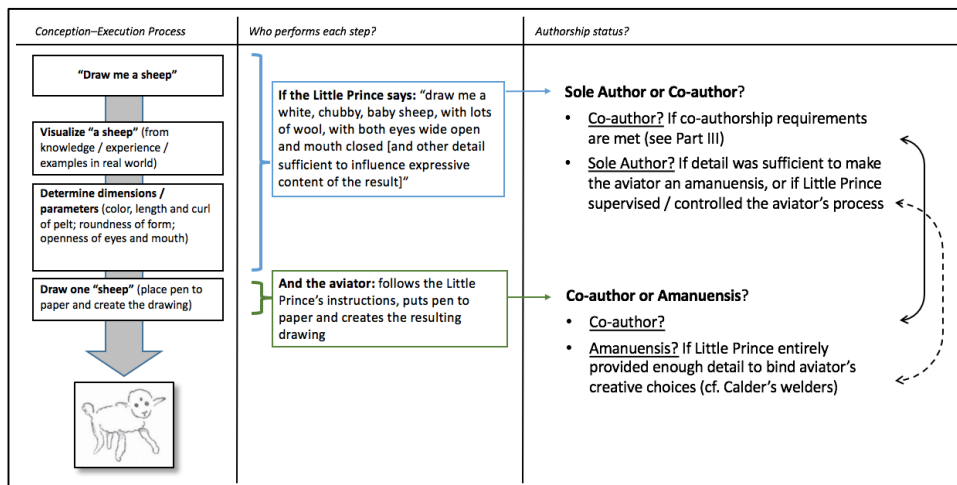 Conception–Execution Process
Who performs each step?
Authorship status?
“Draw me a sheep”
Visualize “a sheep” (from
knowledge / experience /
examples in real world)
Determine dimensions /
parameters (color, length and curl
of pelt; roundness of form;
openness of eyes and mouth)
Draw one “sheep” (place pen to
paper and create the drawing)
If the Little Prince says: “draw me a
white, chubby, baby sheep, with lots
of wool, with both eyes wide open
and mouth closed [and other detail
sufficient to influence expressive
content of the result]”
And the aviator: follows the Little
Prince’s instructions, puts pen to
paper and creates the resulting
drawing
Sole Author or Co-author?
• Co-author? If co-authorship requirements
are met (see Part III)
• Sole Author? If detail was sufficient to make
the aviator an amanuensis, or if Little Prince
supervised / controlled the aviator’s process
Co-author or Amanuensis?
• Co-author?
• Amanuensis? If Little Prince entirely
provided enough detail to bind aviator’s
creative choices (cf. Calder’s welders)